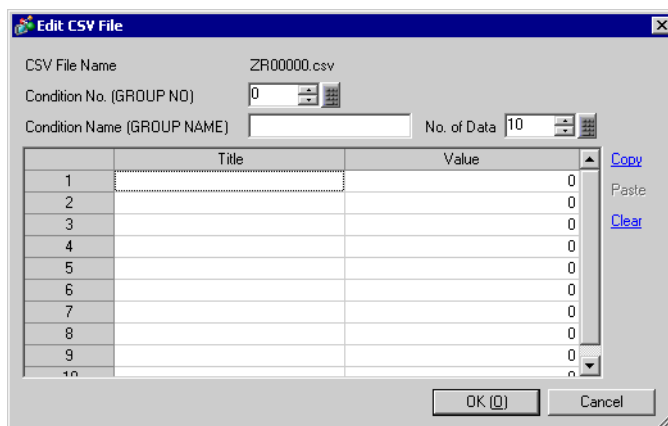 Edit CSV File
CSV File Name ZR00000.csv
Condition No. (GROUP NO) 0
Condition Name (GROUP NAME) No. of Data 10
Title Value Copy
1 0
Paste
2 0
3 0 Clear
4 0
5 0
6 0
7 0
8 0
9 0
10 0
OK (O) Cancel